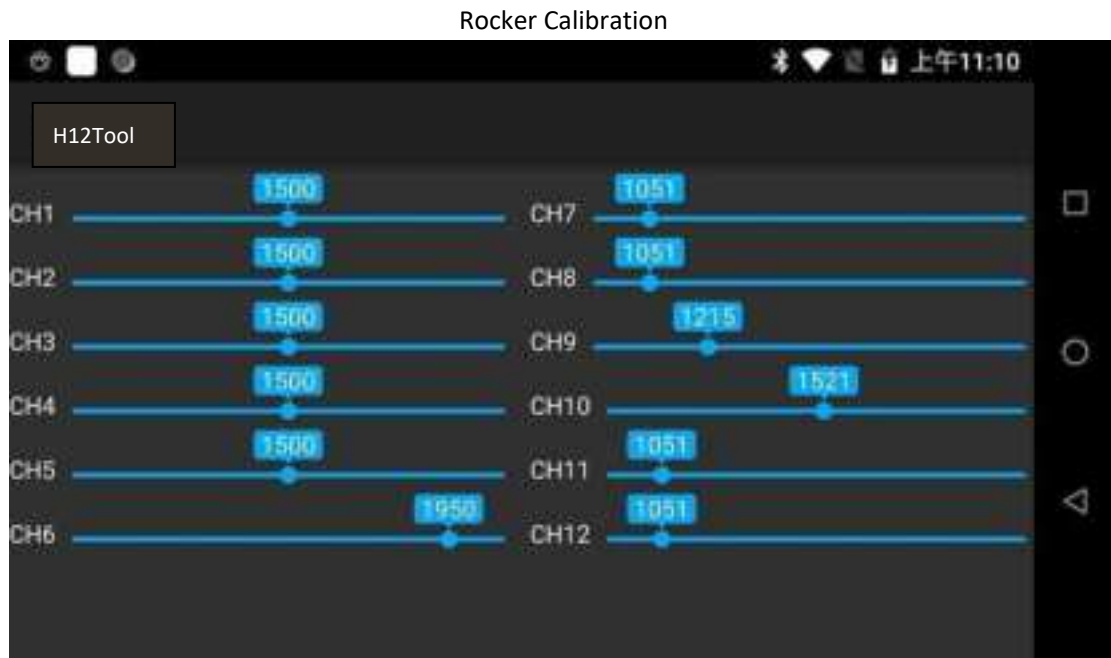 Rocker Calibration
上午11:10
H12Tool
CH1 1500
CH2 1500
CH3 1500
CH4 1500
CH5 1500
CH6 1950
CH7 1051
CH8 1051
CH9 1215
CH10 1521
CH11 1051
CH12 1051